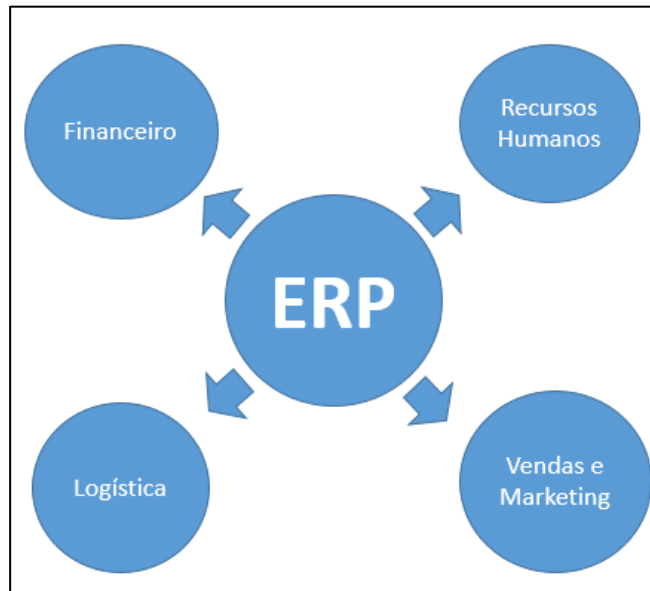 Financeiro
Recursos
Humanos
ERP
Logística
Vendas e
Marketing